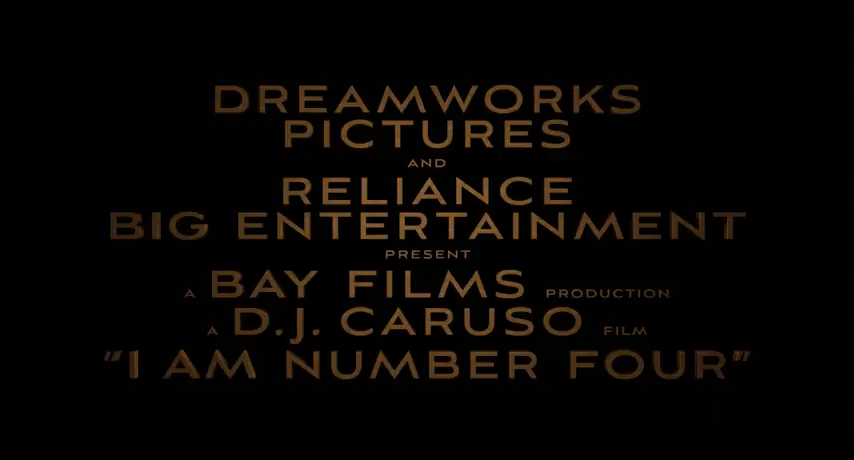 DREAMWORKS
PICTURES
AND
RELIANCE
BIG ENTERTAINMENT
PRESENT
A BAY FILMS PRODUCTION
A D.J. CARUSO FILM
"I AM NUMBER FOUR"